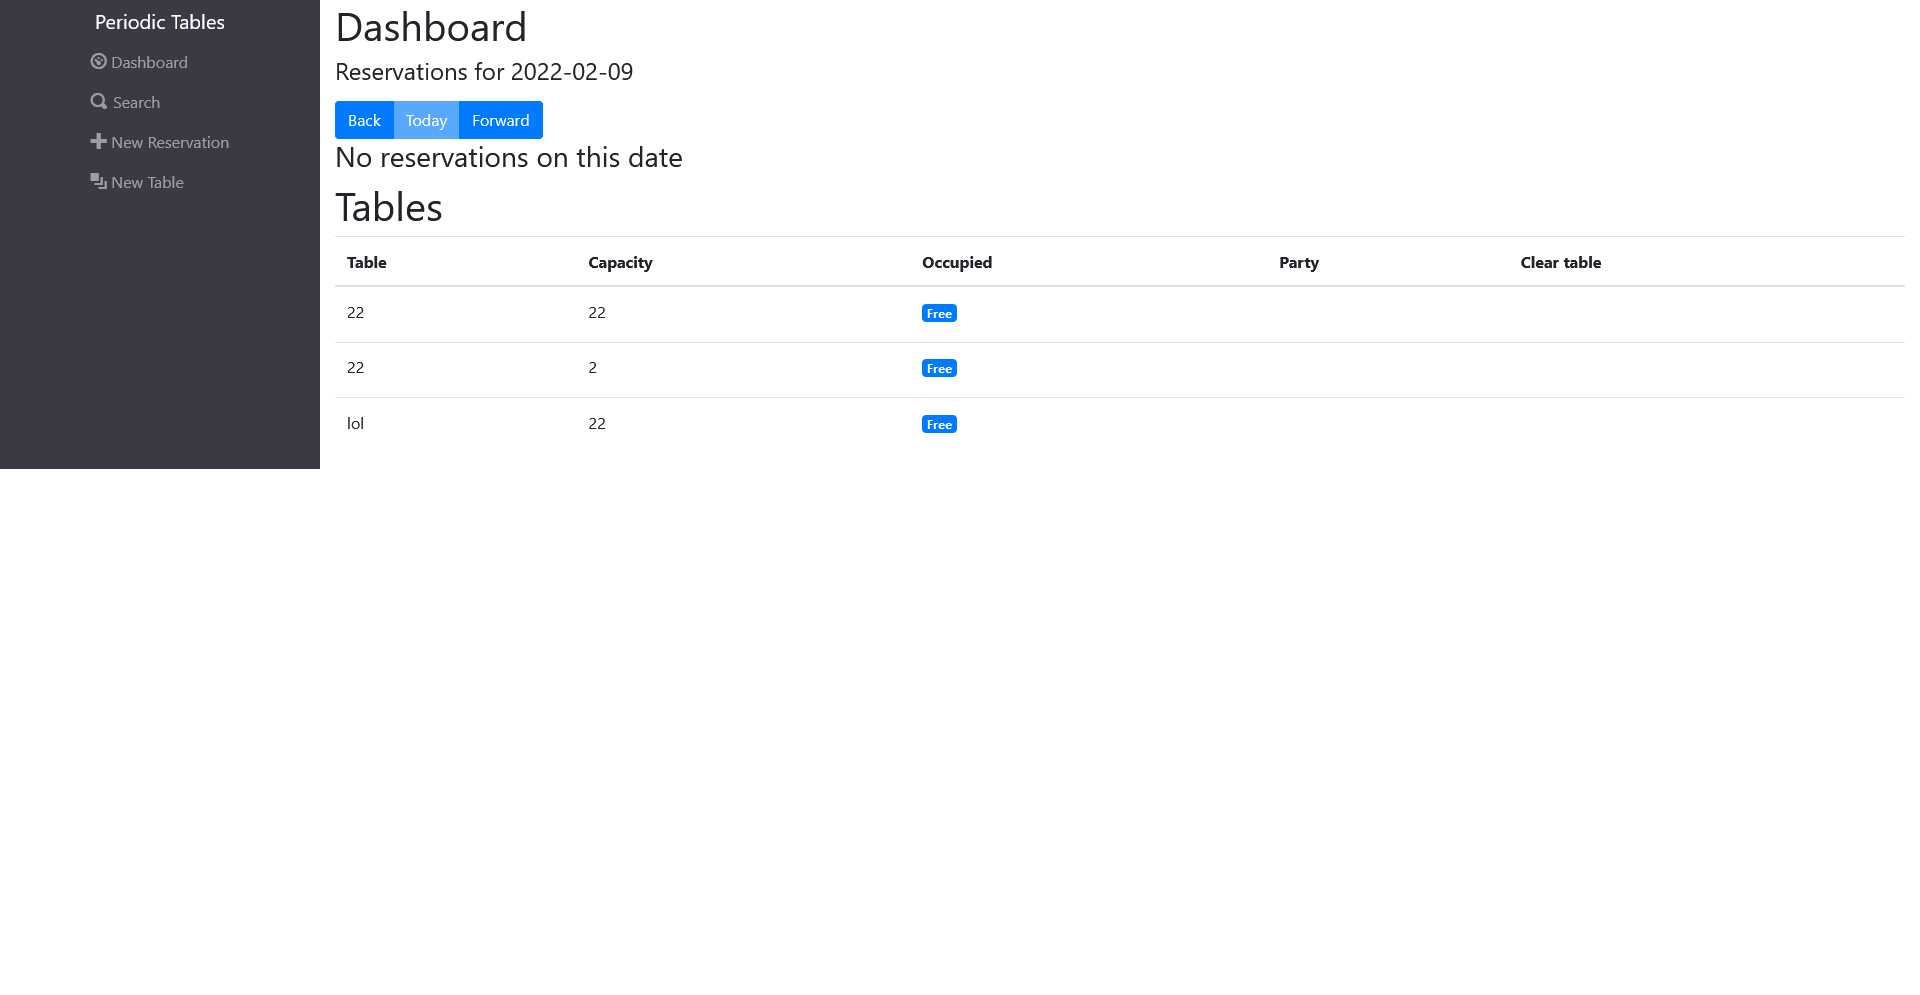 Periodic Tables
Dashboard
Search
New Reservation
New Table
Dashboard
Reservations for 2022-02-09
Back Today Forward
No reservations on this date
Tables
Table Capacity Occupied Party Clear table
22 22 Free
22 2 Free
lol 22 Free